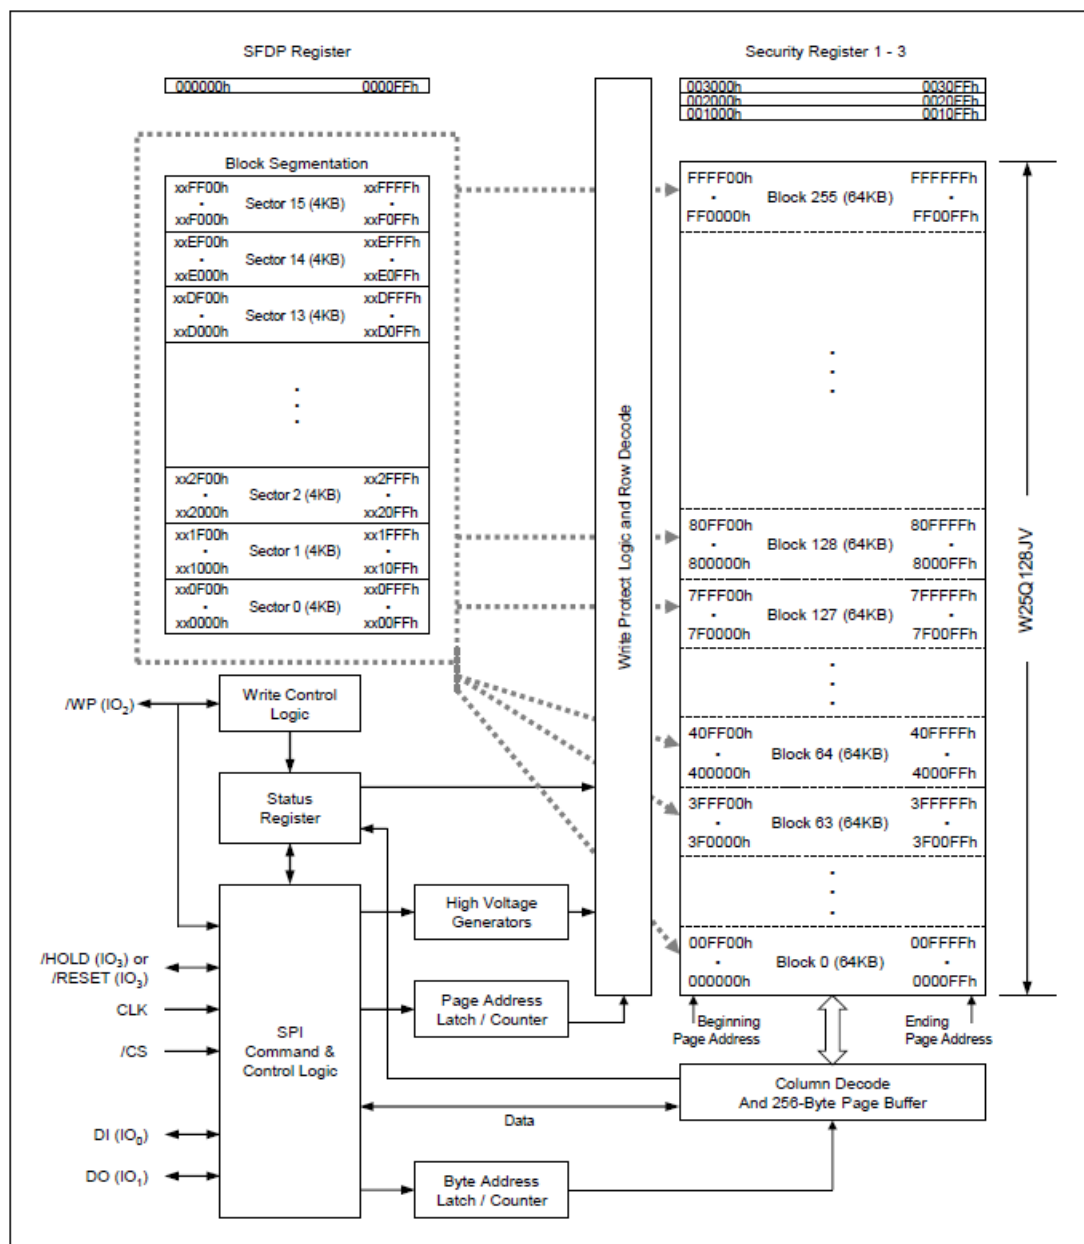 SFDP Register
000000h 0000FFh
Security Register 1 - 3
003000h 0030FFh
002000h 0020FFh
001000h 0010FFh
Block Segmentation
xxFF00h xxFFFFh
Sector 15 (4KB)
xxF000h xxF0FFh
xxEF00h xxEFFFh
Sector 14 (4KB)
xxE000h xxE0FFh
xxDF00h xxDFFFh
Sector 13 (4KB)
xxD000h xxD0FFh
xx2F00h xx2FFFh
Sector 2 (4KB)
xx2000h xx20FFh
xx1F00h xx1FFFh
Sector 1 (4KB)
xx1000h xx10FFh
xx0F00h xx0FFFh
Sector 0 (4KB)
xx0000h xx00FFh
Write Protect Logic and Row Decode
FFFF00h FFFFFFh
Block 255 (64KB)
FF0000h FF00FFh
80FF00h 80FFFFh
Block 128 (64KB)
800000h 8000FFh
7FFF00h 7FFFFFh
Block 127 (64KB)
7F0000h 7F00FFh
40FF00h 40FFFFh
Block 64 (64KB)
400000h 4000FFh
3FFF00h 3FFFFFh
Block 63 (64KB)
3F0000h 3F00FFh
00FF00h 00FFFFh
Block 0 (64KB)
000000h 0000FFh
W25Q128JV
Beginning
Page Address
Ending
Page Address
/WP (IO₂)
Write Control
Logic
Status
Register
High Voltage
Generators
/HOLD (IO₃) or
/RESET (IO₃)
CLK
/CS
DI (IO₀)
DO (IO₁)
SPI
Command &
Control Logic
Page Address
Latch / Counter
Column Decode
And 256-Byte Page Buffer
Data
Byte Address
Latch / Counter